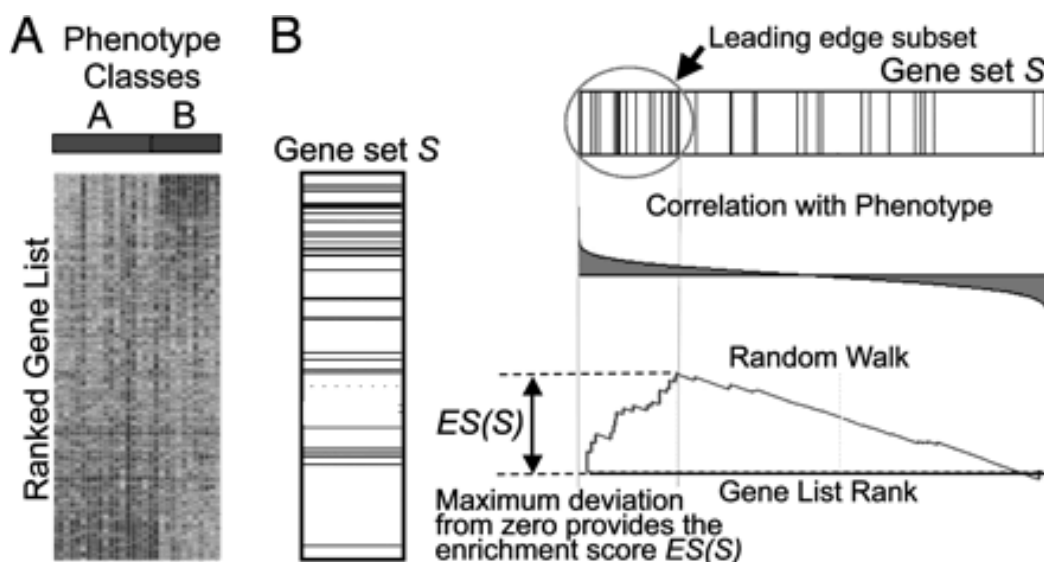 A
Phenotype
Classes
A B
Ranked Gene List
B
Gene set S
Leading edge subset
Gene set S
Correlation with Phenotype
Random Walk
ES(S)
Gene List Rank
Maximum deviation
from zero provides the
enrichment score ES(S)